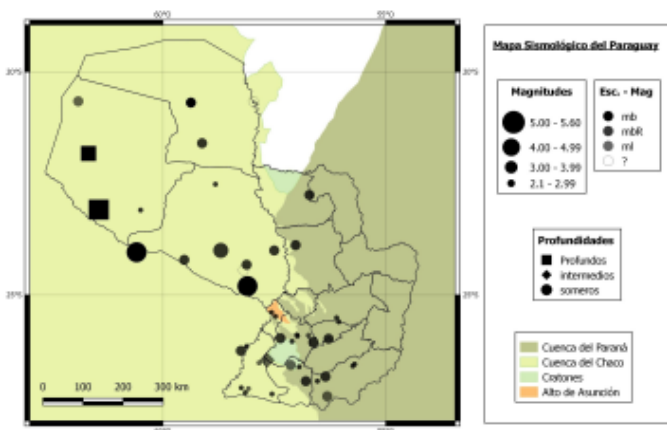 60°O 55°O
20°S 20°S
25°S 25°S
0 100 200 300 km
Mapa Sismológico del Paraguay
Magnitudes
5.00 - 5.60
4.00 - 4.99
3.00 - 3.99
2.1 - 2.99
Esc. - Mag
mb
mbR
ml
?
Profundidades
Profundos
intermedios
someros
Cuenca del Paraná
Cuenca del Chaco
Cratones
Alto de Asunción